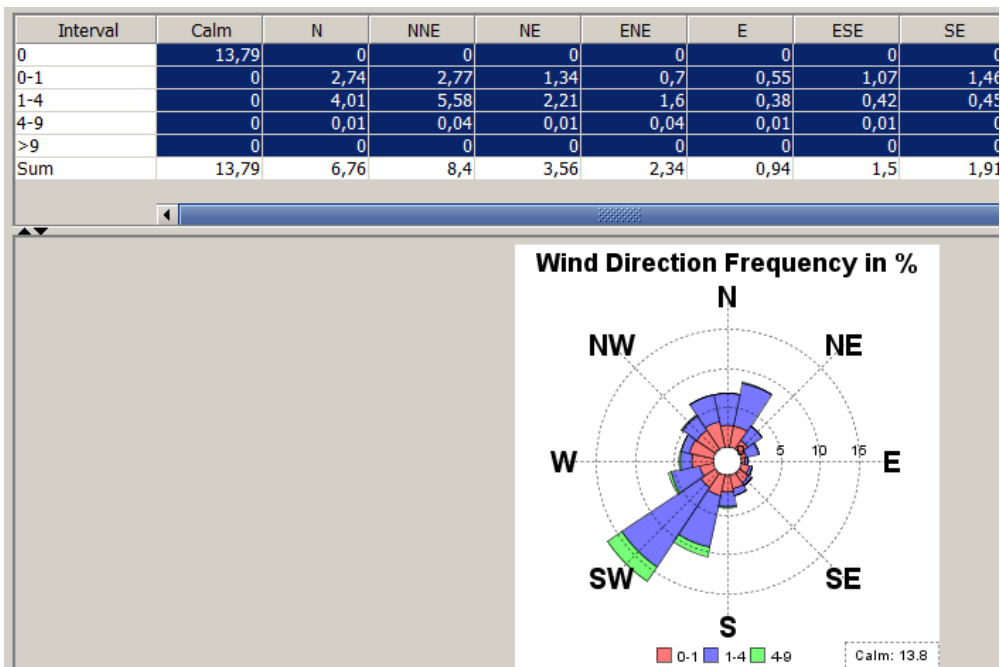 Interval Calm N NNE NE ENE E ESE SE
0 13,79 0 0 0 0 0 0 0
0-1 0 2,74 2,77 1,34 0,7 0,55 1,07 1,46
1-4 0 4,01 5,58 2,21 1,6 0,38 0,42 0,45
4-9 0 0,01 0,04 0,01 0,04 0,01 0,01 0
>9 0 0 0 0 0 0 0 0
Sum 13,79 6,76 8,4 3,56 2,34 0,94 1,5 1,91
Wind Direction Frequency in %
N
NW NE
0 5 10 15
W E
SW SE
S
0-1 1-4 4-9
Calm: 13.8